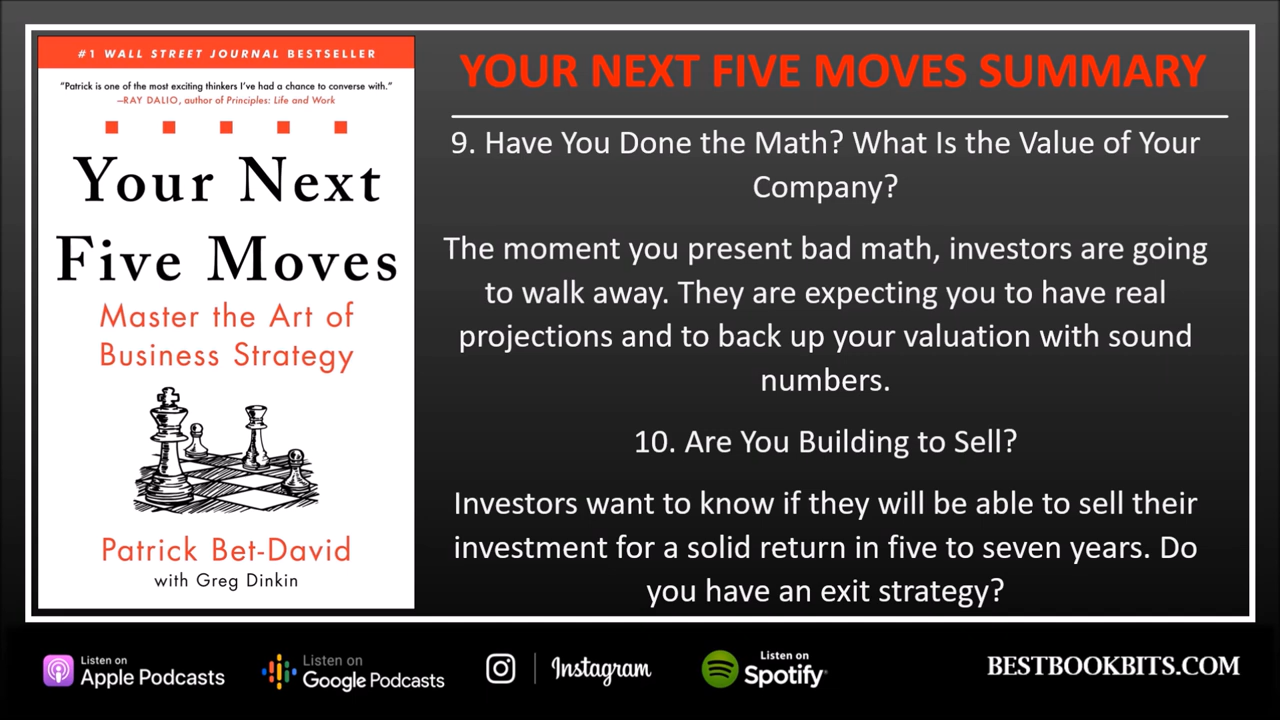 #1 WALL STREET JOURNAL BESTSELLER
"Patrick is one of the most exciting thinkers I've had a chance to converse with."
—RAY DALIO, author of Principles: Life and Work
Your Next
Five Moves
Master the Art of
Business Strategy
Patrick Bet-David
with Greg Dinkin
YOUR NEXT FIVE MOVES SUMMARY
9. Have You Done the Math? What Is the Value of Your
Company?
The moment you present bad math, investors are going
to walk away. They are expecting you to have real
projections and to back up your valuation with sound
numbers.
10. Are You Building to Sell?
Investors want to know if they will be able to sell their
investment for a solid return in five to seven years. Do
you have an exit strategy?
Listen on
Apple Podcasts
Listen on
Google Podcasts
Instagram
Listen on
Spotify
BESTBOOKBITS.COM